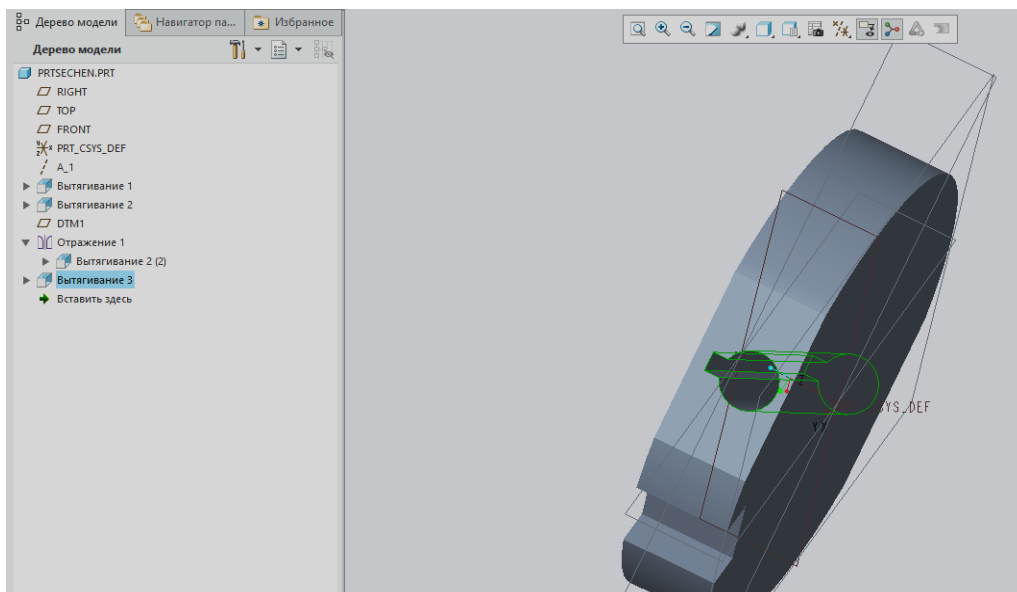 Дерево модели
Навигатор па...
Избранное
Дерево модели
PRTSECHEN.PRT
RIGHT
TOP
FRONT
PRT_CSYS_DEF
A_1
Вытягивание 1
Вытягивание 2
DTM1
Отражение 1
Вытягивание 2 (2)
Вытягивание 3
Вставить здесь
Z
SYS_DEF